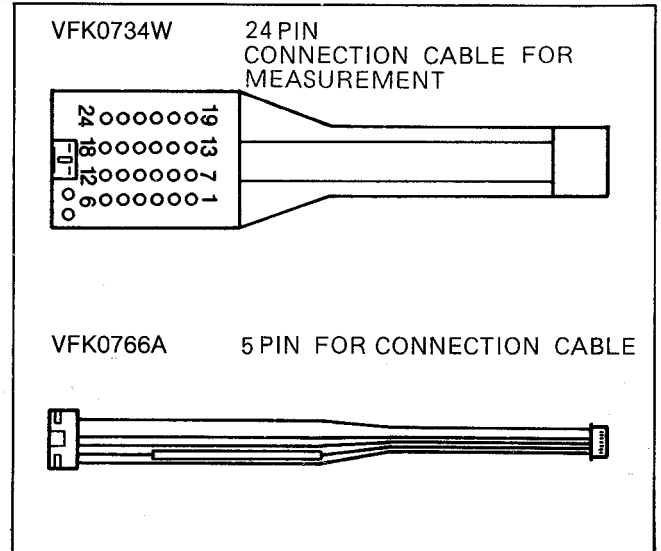 VFK0734W 24 PIN
CONNECTION CABLE FOR
MEASUREMENT
24 19
18 13
12 7
6 1
VFK0766A 5 PIN FOR CONNECTION CABLE